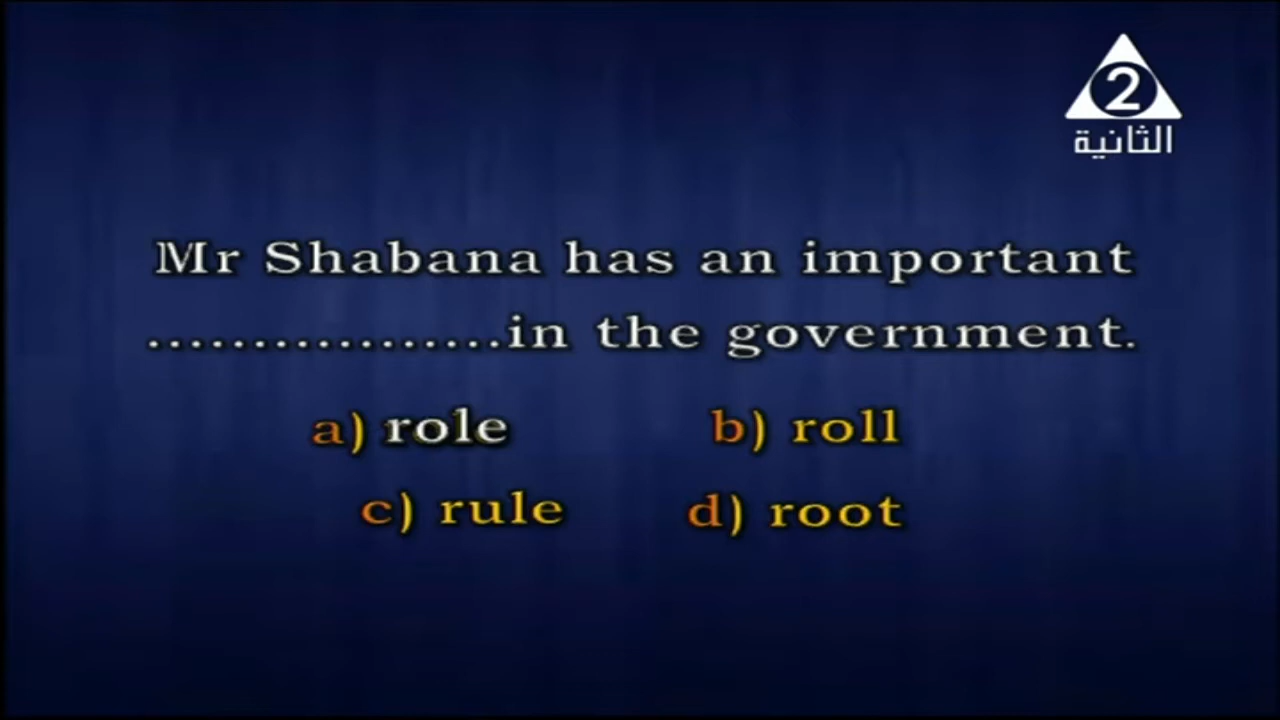 2
الثانية
Mr Shabana has an important
.................in the government.
a) role b) roll
c) rule d) root